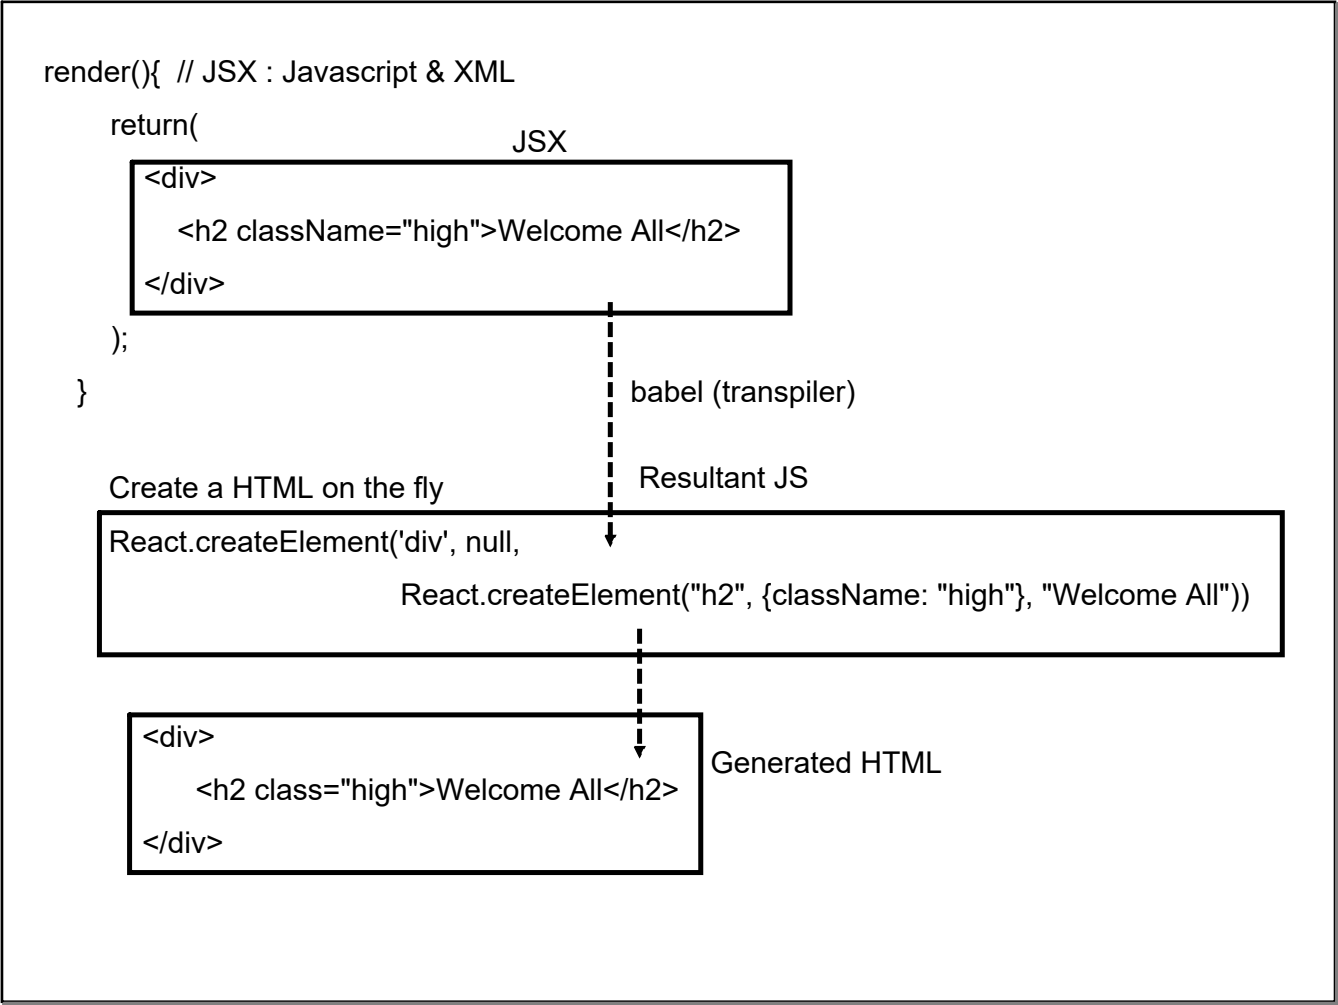 render(){  // JSX : Javascript & XML
return(
JSX
<div>
<h2 className="high">Welcome All</h2>
</div>
);
}
babel (transpiler)
Resultant JS
Create a HTML on the fly
React.createElement('div', null,
React.createElement("h2", {className: "high"}, "Welcome All"))
<div>
Generated HTML
<h2 class="high">Welcome All</h2>
</div>